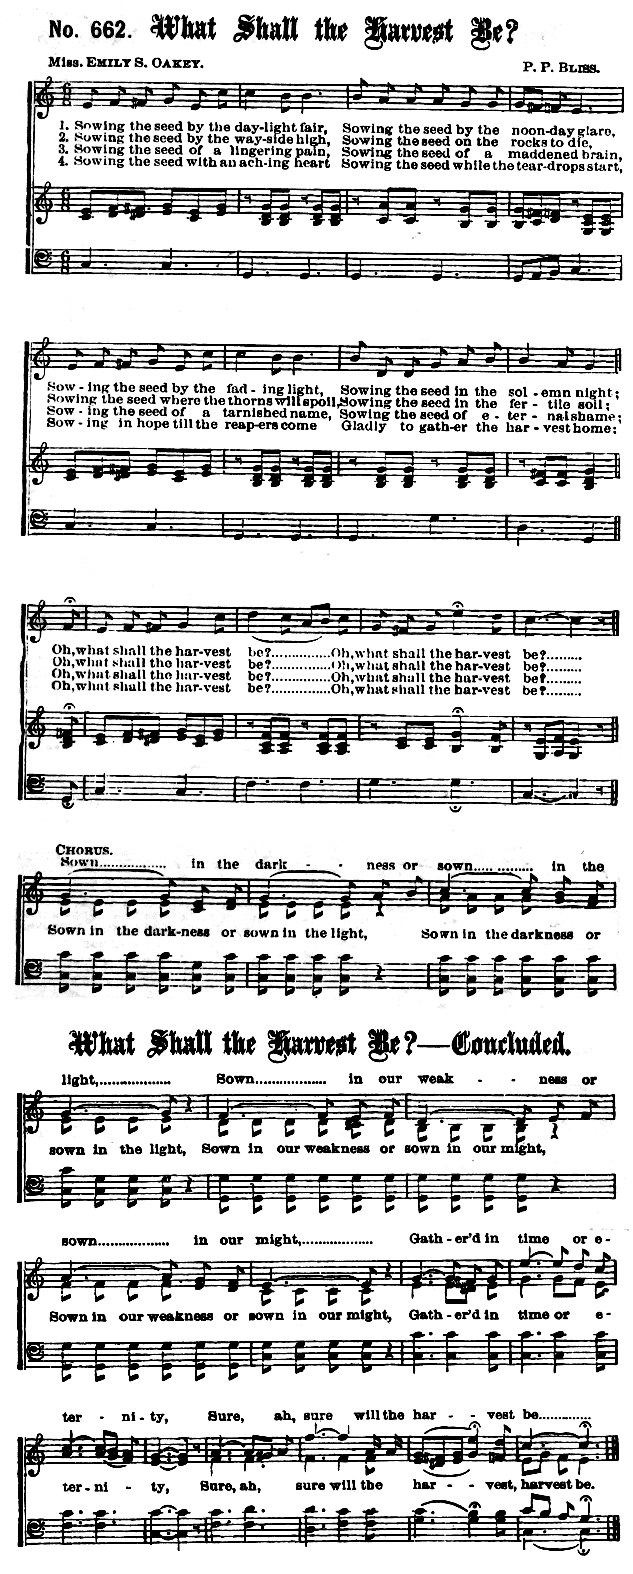 No. 662. What Shall the Harvest Be?
Miss. EMILY S. OAKEY. P. P. BLISS.
1. Sowing the seed by the day-light fair, Sowing the seed by the noon-day glare,
2. Sowing the seed by the way-side high, Sowing the seed on the rocks to die,
3. Sowing the seed of a lingering pain, Sowing the seed of a maddened brain,
4. Sowing the seed with an ach-ing heart Sowing the seed while the tear-drops start,
Sow - ing the seed by the fad - ing light, Sowing the seed in the sol - emn night;
Sowing the seed where the thorns will spoil, Sowing the seed in the fer - tile soil;
Sow - ing the seed of a tarnished name, Sowing the seed of e - ter - nal shame;
Sow - ing in hope till the reap-ers come Gladly to gath-er the har - vest home;
Oh, what shall the har-vest be?..............Oh, what shall the har-vest be?.........
Oh, what shall the har-vest be?..............Oh, what shall the har-vest be?.........
Oh, what shall the har-vest be?..............Oh, what shall the har-vest be?.........
Oh, what shall the har-vest be?..............Oh, what shall the har-vest be?.........
CHORUS.
Sown................. in the dark - - ness or sown............... in the
Sown in the dark-ness or sown in the light, Sown in the darkness or
What Shall the Harvest Be?—Concluded.
light,.................. Sown.................. in our weak - - ness or
sown in the light, Sown in our weakness or sown in our might,
sown.................. in our might,.................. Gath - er'd in time or e -
Sown in our weakness or sown in our might, Gath - er'd in time or e -
ter - ni - ty, Sure, ah, sure will the har - - vest be.............
ter - ni - ty, Sure, ah, sure will the har - - vest, harvest be.